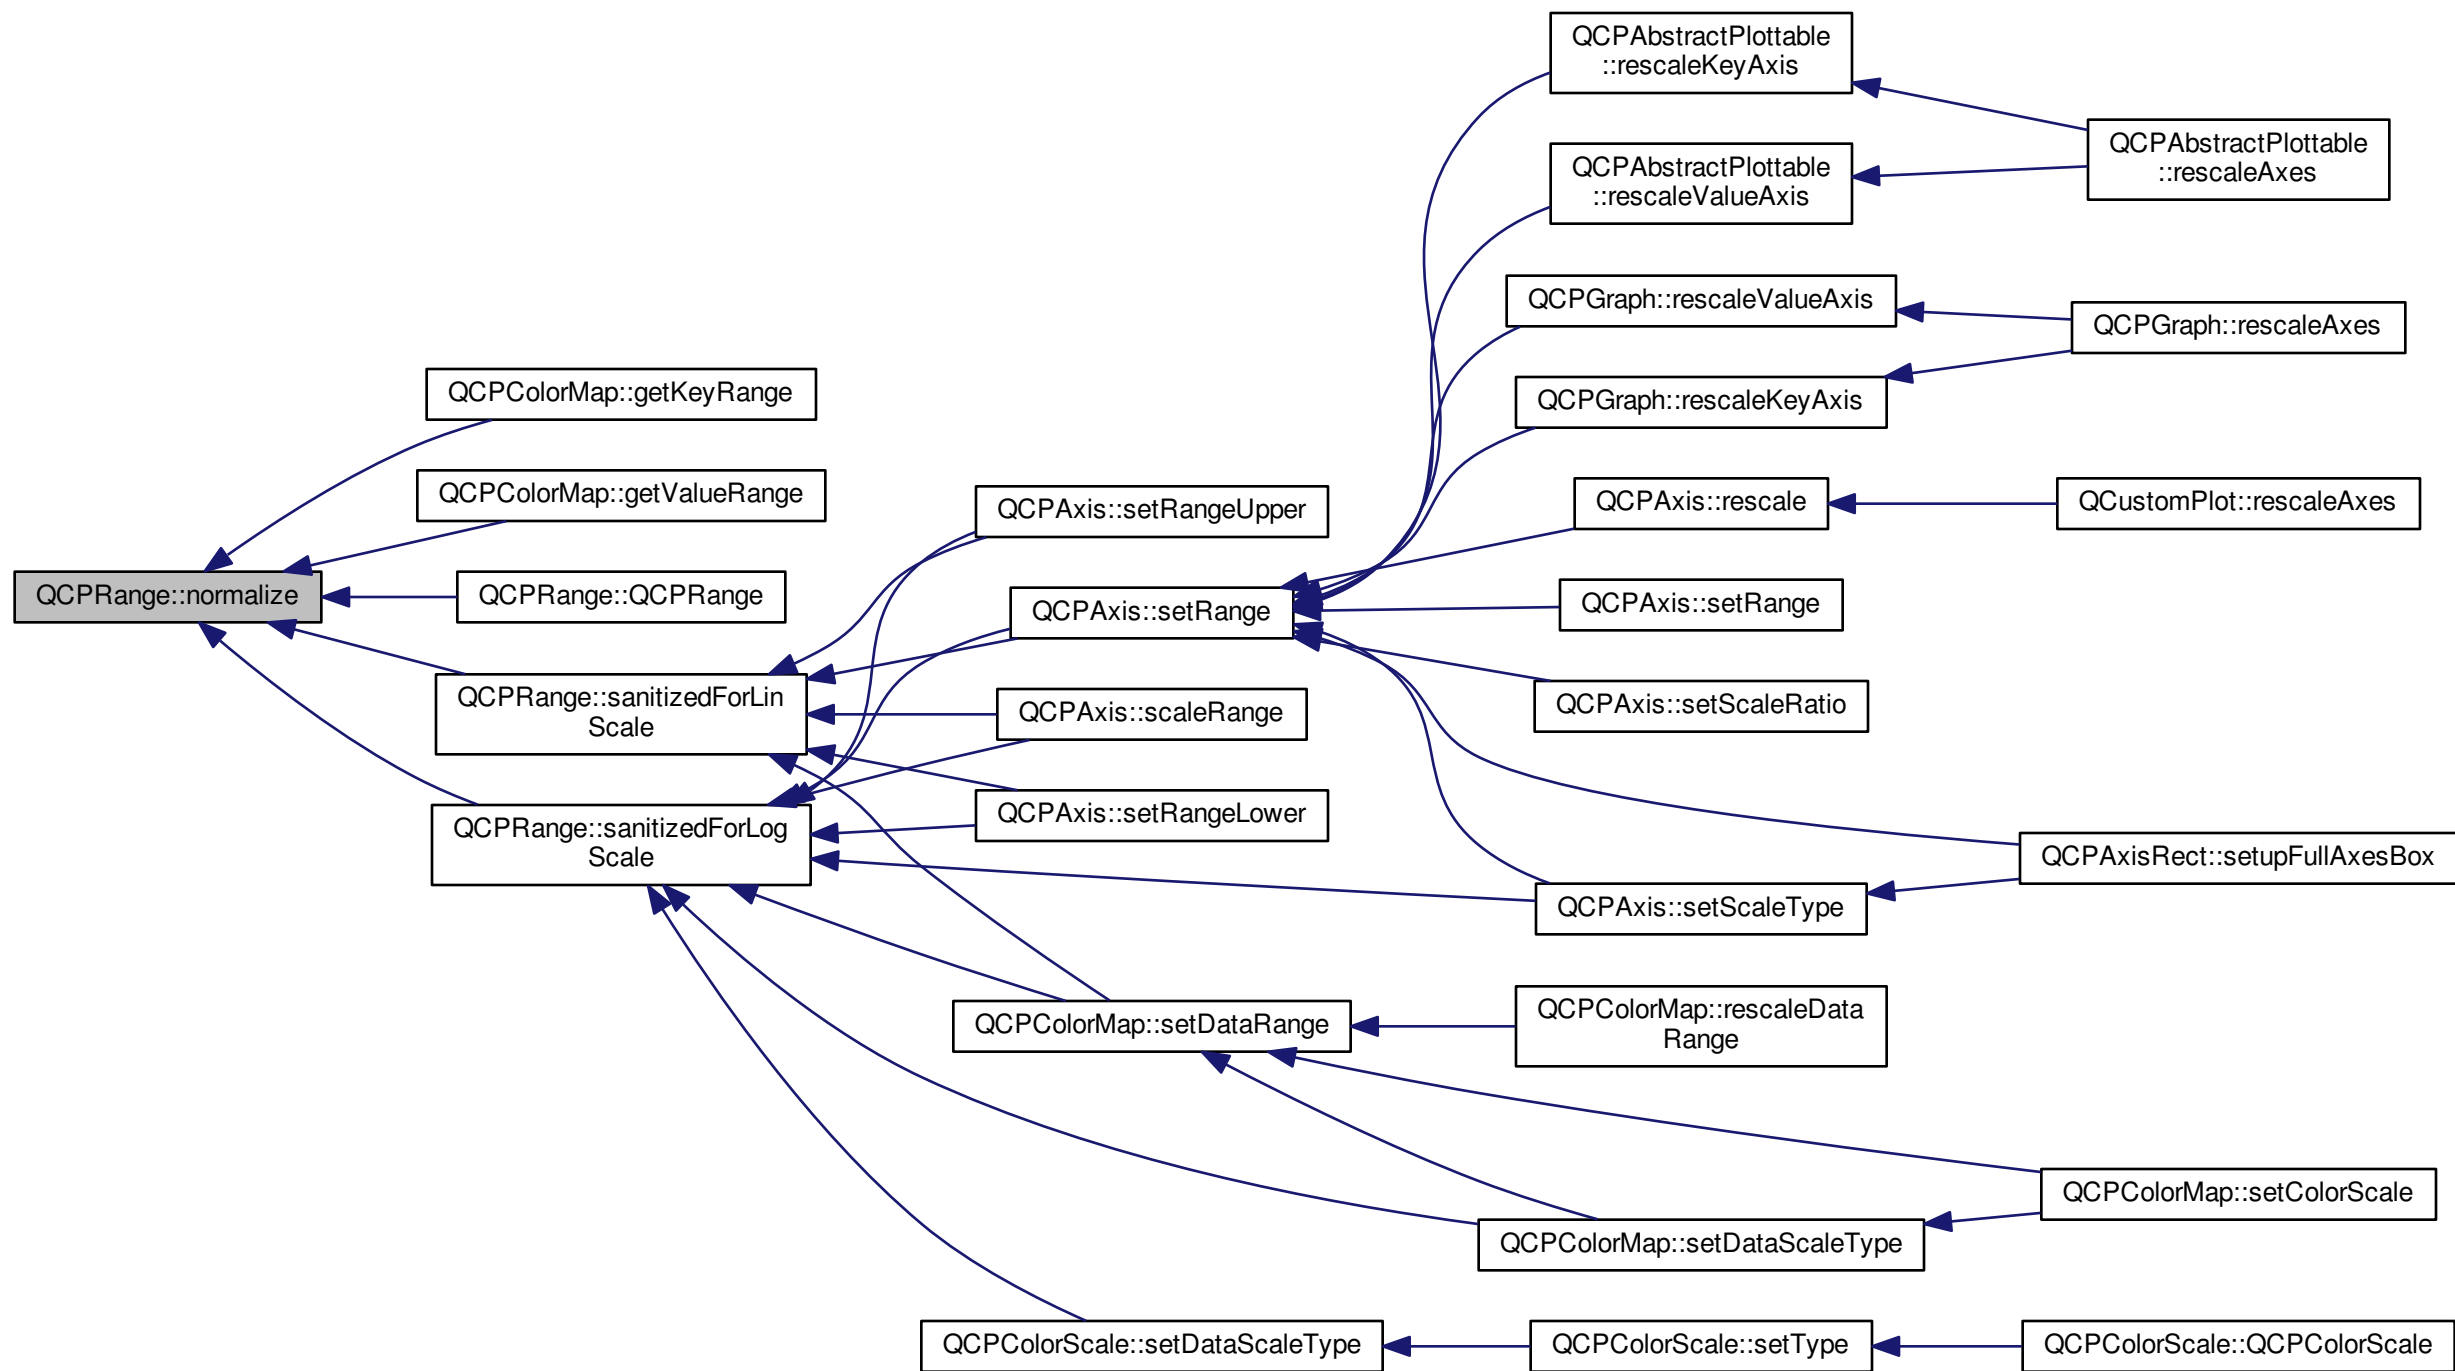 QCPRange::normalize
QCPColorMap::getKeyRange
QCPColorMap::getValueRange
QCPRange::QCPRange
QCPRange::sanitizedForLin
Scale
QCPRange::sanitizedForLog
Scale
QCPAxis::setRangeUpper
QCPAxis::setRange
QCPAxis::scaleRange
QCPAxis::setRangeLower
QCPColorMap::setDataRange
QCPColorScale::setDataScaleType
QCPAbstractPlottable
::rescaleKeyAxis
QCPAbstractPlottable
::rescaleValueAxis
QCPGraph::rescaleValueAxis
QCPGraph::rescaleKeyAxis
QCPAxis::rescale
QCPAxis::setRange
QCPAxis::setScaleRatio
QCPAxis::setScaleType
QCPColorMap::rescaleData
Range
QCPColorMap::setDataScaleType
QCPColorScale::setType
QCPAbstractPlottable
::rescaleAxes
QCPGraph::rescaleAxes
QCustomPlot::rescaleAxes
QCPAxisRect::setupFullAxesBox
QCPColorMap::setColorScale
QCPColorScale::QCPColorScale